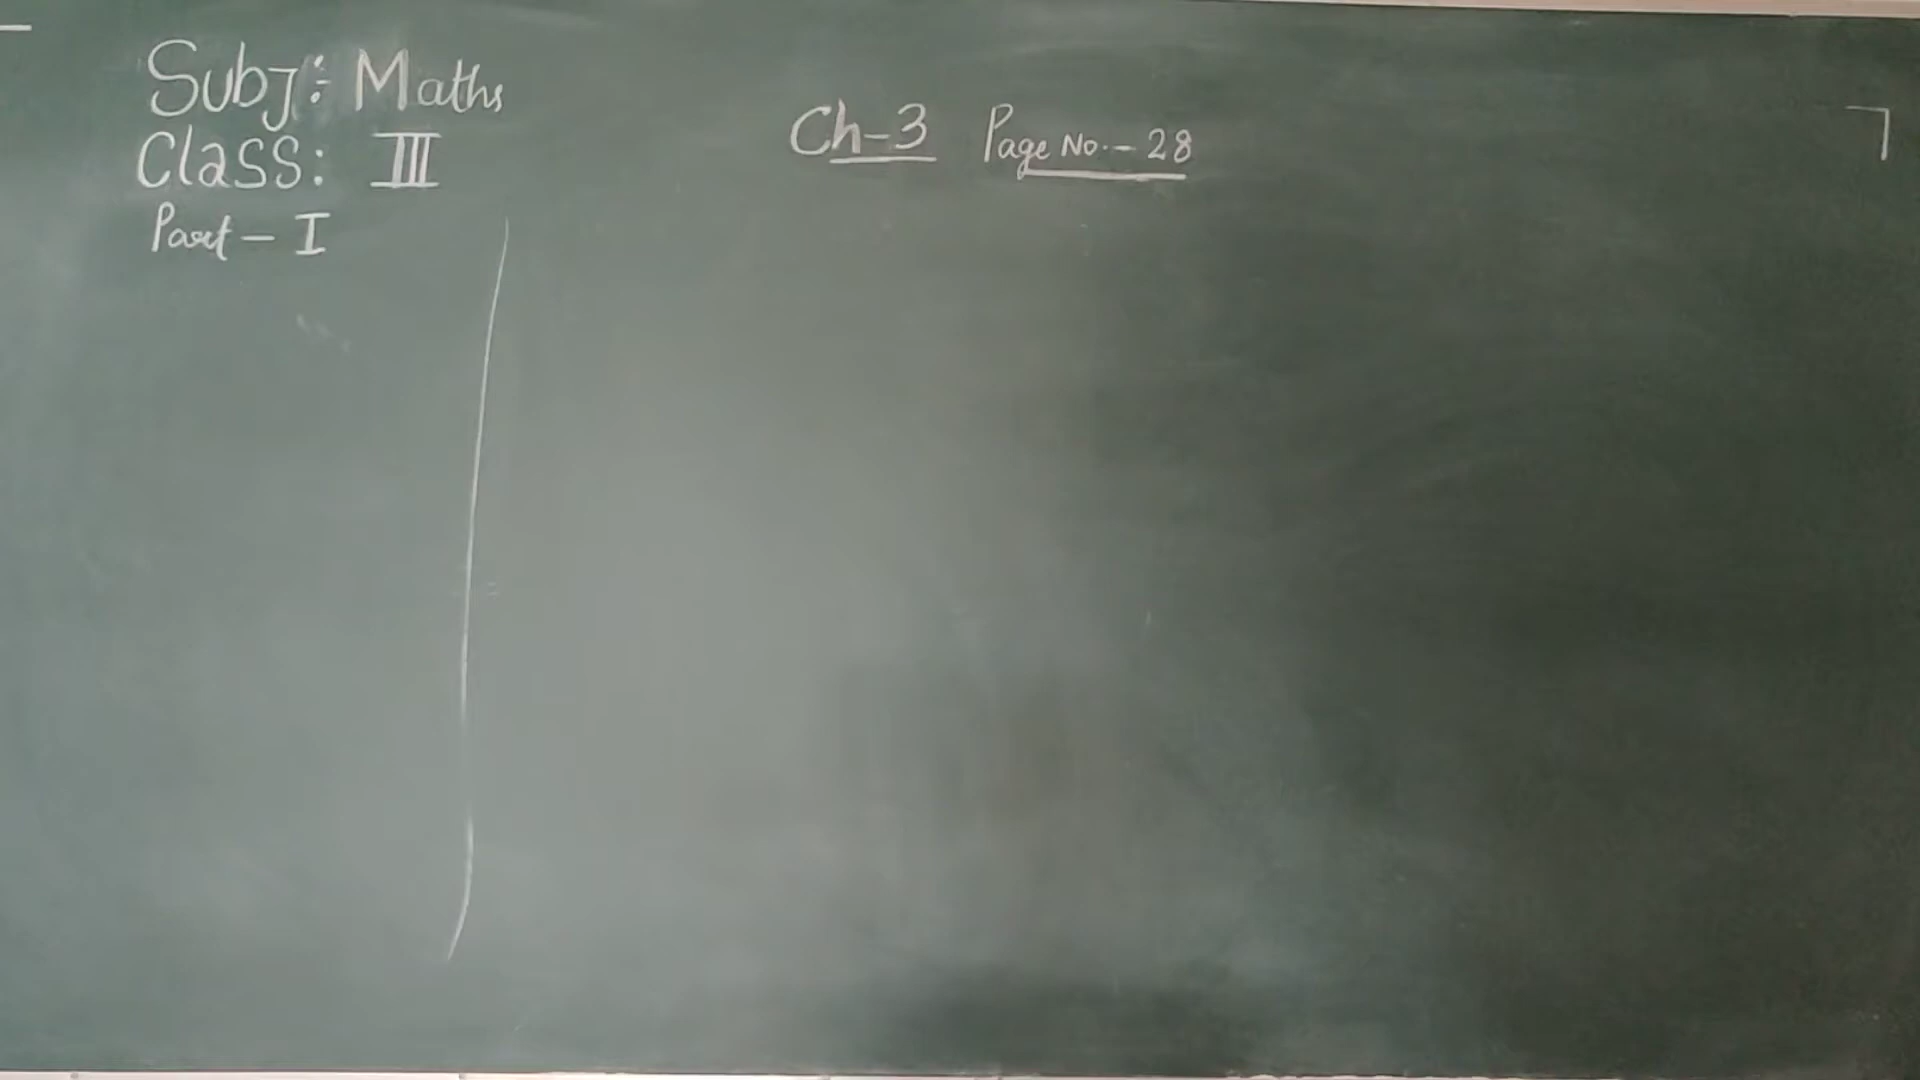 Subj: Maths
Class: III
Part - I
Ch-3 Page No.- 28